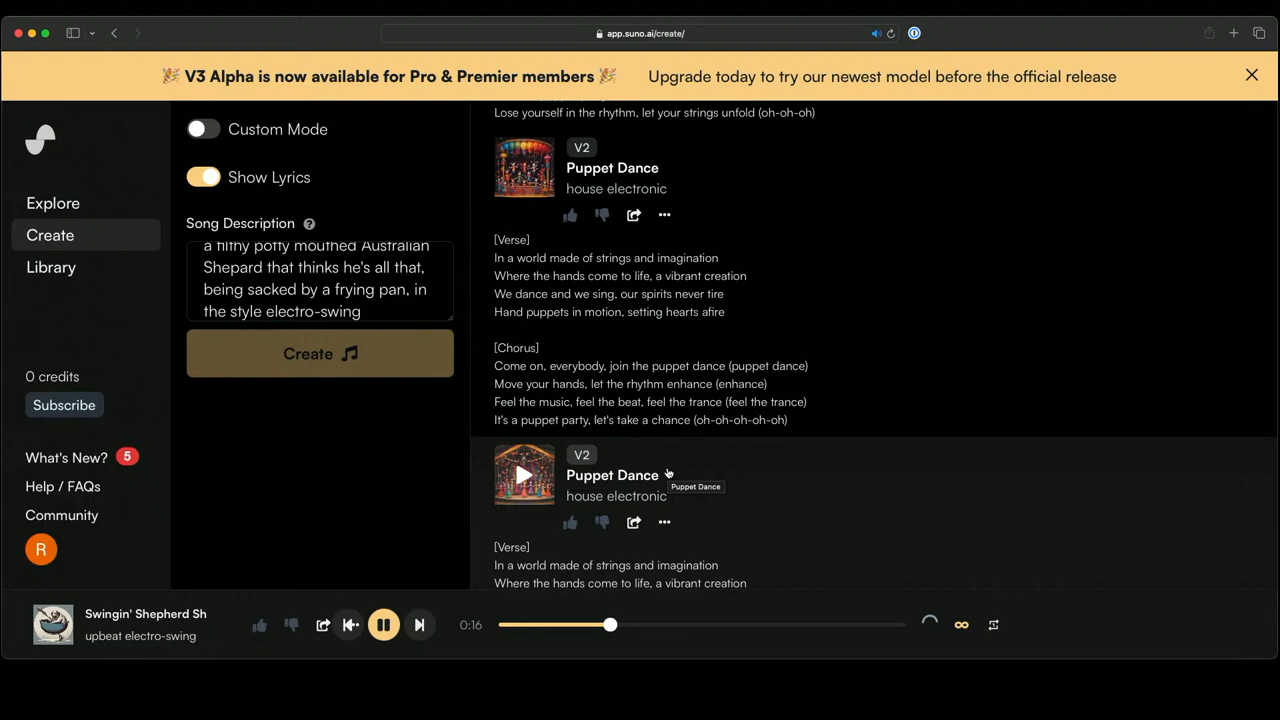 app.suno.ai/create/
🎉 V3 Alpha is now available for Pro & Premier members 🎉 Upgrade today to try our newest model before the official release
Explore
Create
Library
0 credits
Subscribe
What's New? 5
Help / FAQs
Community
R
Custom Mode
Show Lyrics
Song Description ?
a filthy potty mouthed Australian
Shepard that thinks he's all that,
being sacked by a frying pan, in
the style electro-swing
Create
Lose yourself in the rhythm, let your strings unfold (oh-oh-oh)
V2
Puppet Dance
house electronic
[Verse]
In a world made of strings and imagination
Where the hands come to life, a vibrant creation
We dance and we sing, our spirits never tire
Hand puppets in motion, setting hearts afire
[Chorus]
Come on, everybody, join the puppet dance (puppet dance)
Move your hands, let the rhythm enhance (enhance)
Feel the music, feel the beat, feel the trance (feel the trance)
It's a puppet party, let's take a chance (oh-oh-oh-oh-oh)
V2
Puppet Dance
Puppet Dance
house electronic
[Verse]
In a world made of strings and imagination
Where the hands come to life, a vibrant creation
Swingin' Shepherd Sh
upbeat electro-swing
0:16